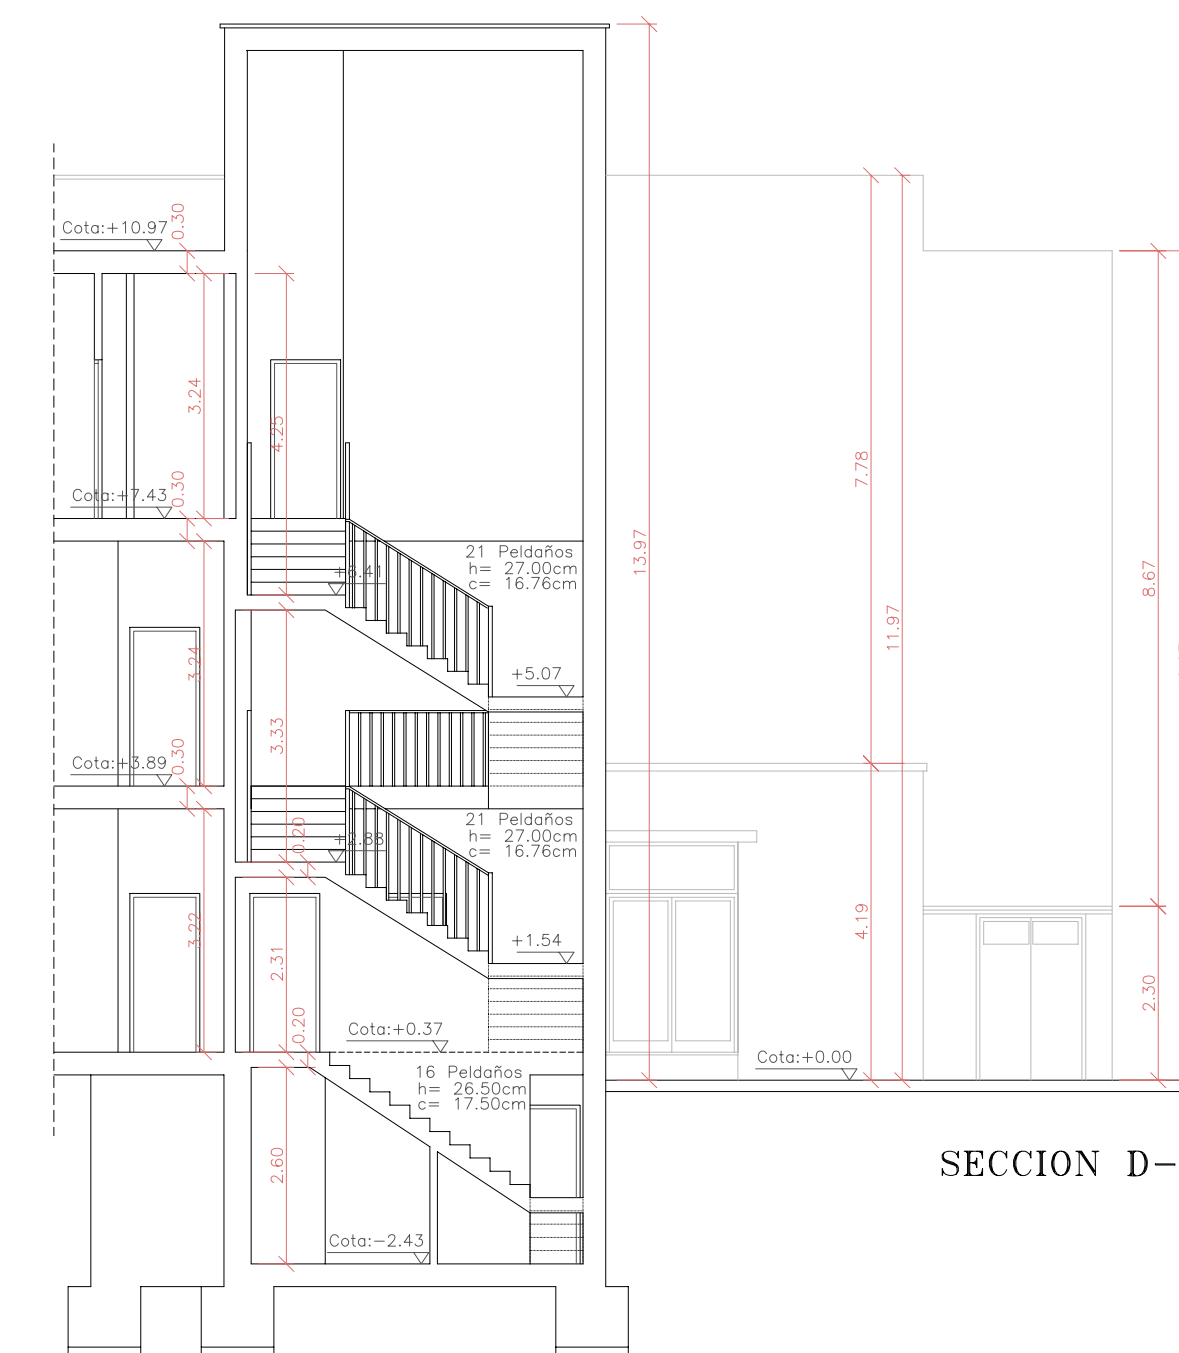 Cota:+10.97
0.30
3.24
4.25
Cota:+7.43
0.30
21 Peldaños
h= 27.00cm
c= 16.76cm
+6.41
13.97
7.78
11.97
8.67
3.24
+5.07
3.33
Cota:+3.89
0.30
21 Peldaños
h= 27.00cm
c= 16.76cm
0.20
+2.88
3.22
+1.54
2.31
4.19
2.30
0.20
Cota:+0.37
Cota:+0.00
16 Peldaños
h= 26.50cm
c= 17.50cm
2.60
SECCION D-
Cota:-2.43